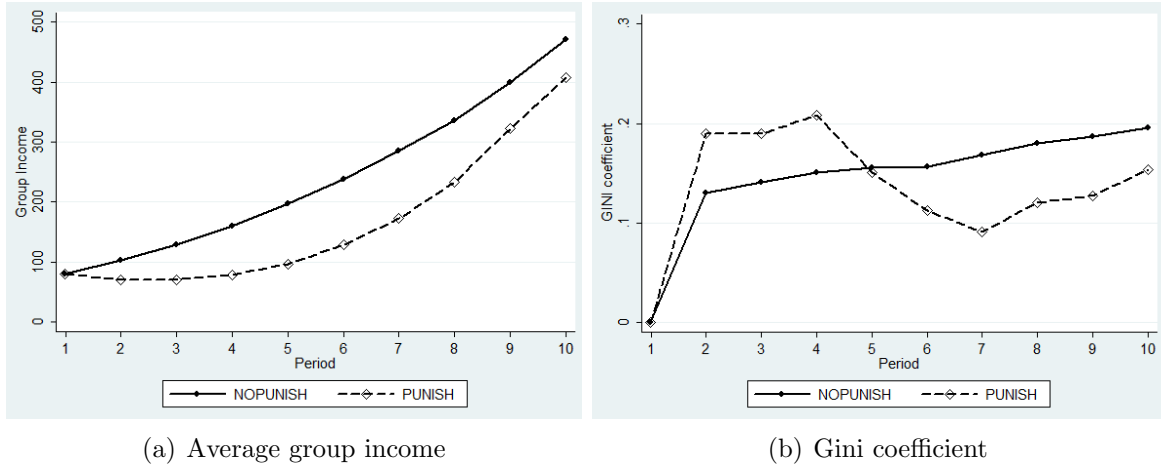 500
400
300
200
100
0
Group Income
1 2 3 4 5 6 7 8 9 10
Period
NOPUNISH PUNISH
(a) Average group income
.3
.2
.1
0
GINI coefficient
1 2 3 4 5 6 7 8 9 10
Period
NOPUNISH PUNISH
(b) Gini coefficient